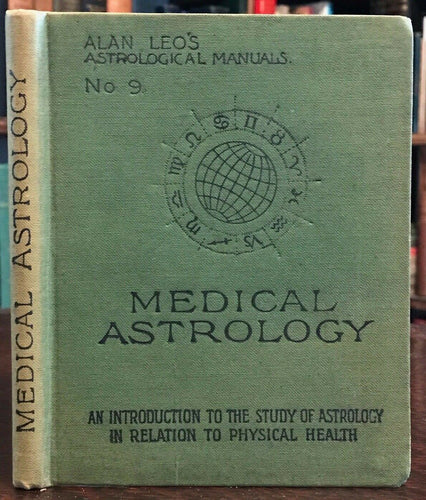 ALAN LEO'S
ASTROLOGICAL MANUALS.
No 9.
MEDICAL
ASTROLOGY
AN INTRODUCTION TO THE STUDY OF ASTROLOGY
IN RELATION TO PHYSICAL HEALTH
MEDICAL ASTROLOGY